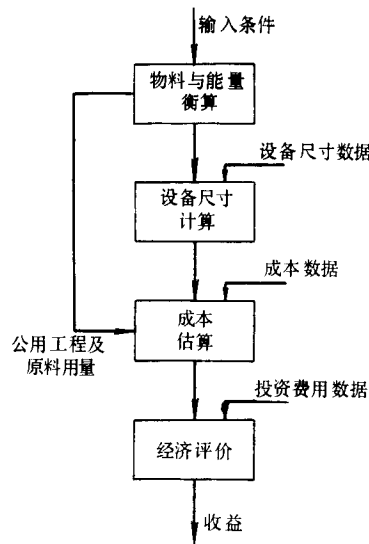 输入条件
物料与能量
衡算
设备尺寸数据
设备尺寸
计算
成本数据
成本
估算
公用工程及
原料用量
投资费用数据
经济评价
收益